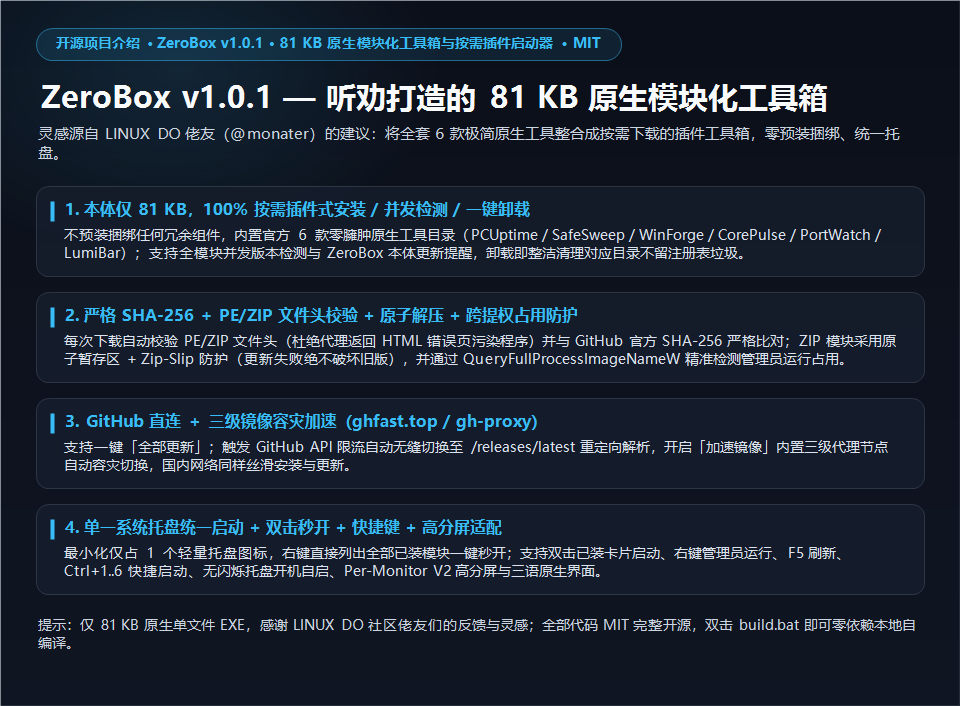 开源项目介绍 • ZeroBox v1.0.1 • 81 KB 原生模块化工具箱与按需插件启动器 • MIT
ZeroBox v1.0.1 — 听劝打造的 81 KB 原生模块化工具箱
灵感源自 LINUX DO 佬友（@monater）的建议：将全套 6 款极简原生工具整合成按需下载的插件工具箱，零预装捆绑、统一托
盘。
1. 本体仅 81 KB，100% 按需插件式安装 / 并发检测 / 一键卸载
不预装捆绑任何冗余组件，内置官方 6 款零臃肿原生工具目录（PCUptime / SafeSweep / WinForge / CorePulse / PortWatch /
LumiBar）；支持全模块并发版本检测与 ZeroBox 本体更新提醒，卸载即整洁清理对应目录不留注册表垃圾。
2. 严格 SHA-256 + PE/ZIP 文件头校验 + 原子解压 + 跨提权占用防护
每次下载自动校验 PE/ZIP 文件头（杜绝代理返回 HTML 错误页污染程序）并与 GitHub 官方 SHA-256 严格比对；ZIP 模块采用原
子暂存区 + Zip-Slip 防护（更新失败绝不破坏旧版），并通过 QueryFullProcessImageNameW 精准检测管理员运行占用。
3. GitHub 直连 + 三级镜像容灾加速（ghfast.top / gh-proxy）
支持一键「全部更新」；触发 GitHub API 限流自动无缝切换至 /releases/latest 重定向解析，开启「加速镜像」内置三级代理节点
自动容灾切换，国内网络同样丝滑安装与更新。
4. 单一系统托盘统一启动 + 双击秒开 + 快捷键 + 高分屏适配
最小化仅占 1 个轻量托盘图标，右键直接列出全部已装模块一键秒开；支持双击已装卡片启动、右键管理员运行、F5 刷新、
Ctrl+1..6 快捷启动、无闪烁托盘开机自启、Per-Monitor V2 高分屏与三语原生界面。
提示：仅 81 KB 原生单文件 EXE，感谢 LINUX DO 社区佬友们的反馈与灵感；全部代码 MIT 完整开源，双击 build.bat 即可零依赖本地自
编译。